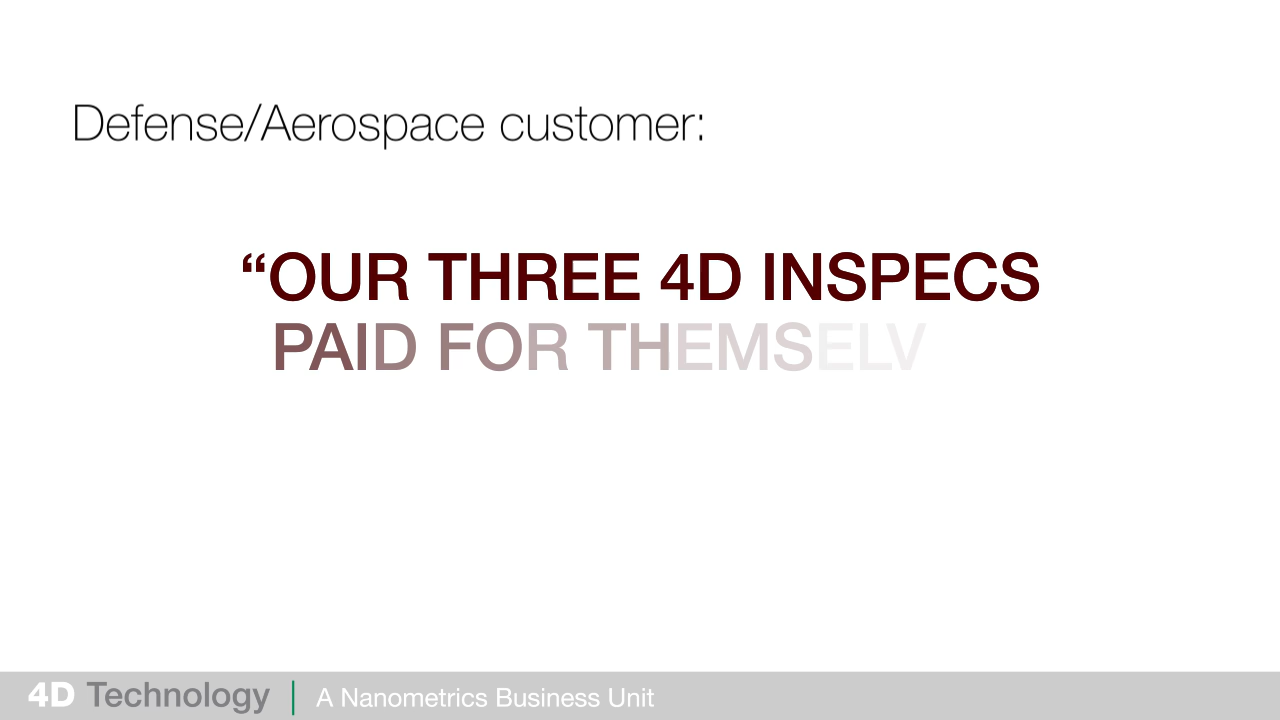 Defense/Aerospace customer:
“OUR THREE 4D INSPECS
PAID FOR THEMSELV
4D Technology | A Nanometrics Business Unit